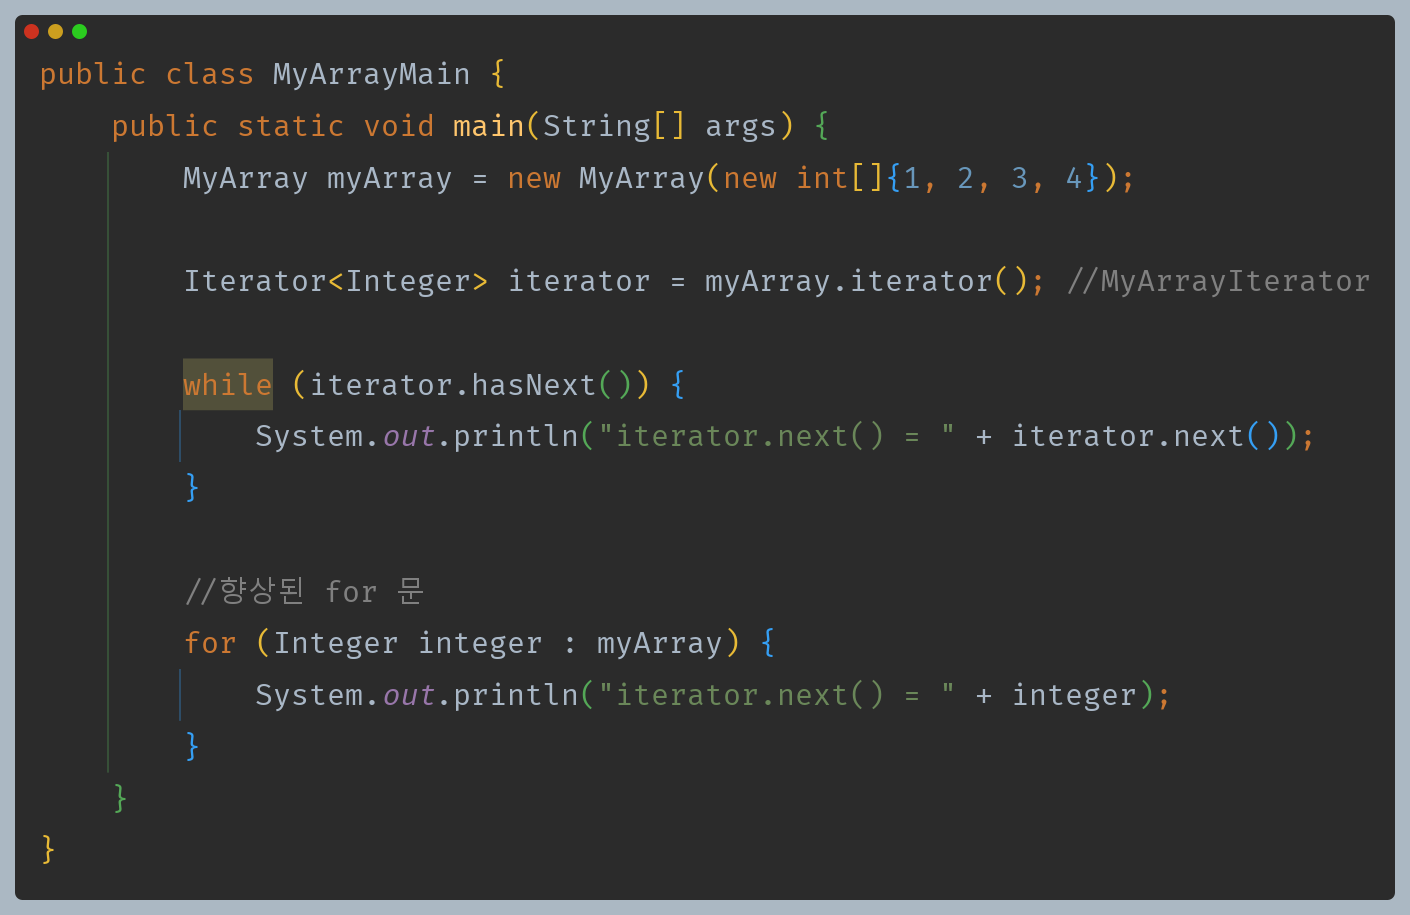 public class MyArrayMain {
    public static void main(String[] args) {
        MyArray myArray = new MyArray(new int[]{1, 2, 3, 4});
        Iterator<Integer> iterator = myArray.iterator(); //MyArrayIterator
        while (iterator.hasNext()) {
            System.out.println("iterator.next() = " + iterator.next());
        }
        //향상된 for 문
        for (Integer integer : myArray) {
            System.out.println("iterator.next() = " + integer);
        }
    }
}